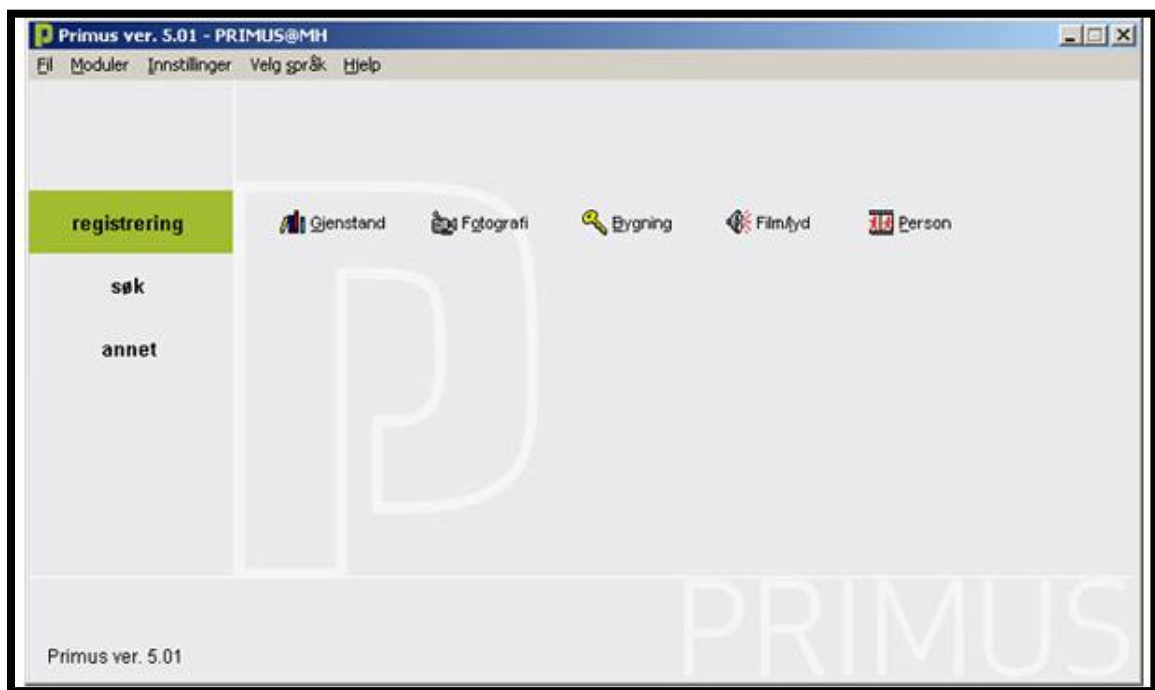 Primus ver. 5.01 - PRIMUS@MH
Fil Moduler Innstillinger Velg språk Hjelp
registrering Gjenstand Fotografi Bygning Film/lyd Person
søk
annet
PRIMUS
Primus ver. 5.01